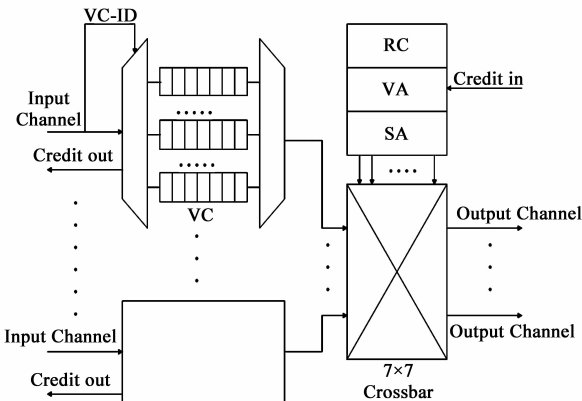 VC-ID
RC
VA
SA
Credit in
Input
Channel
Credit out
VC
Output Channel
Input Channel
Output Channel
Credit out
7×7
Crossbar